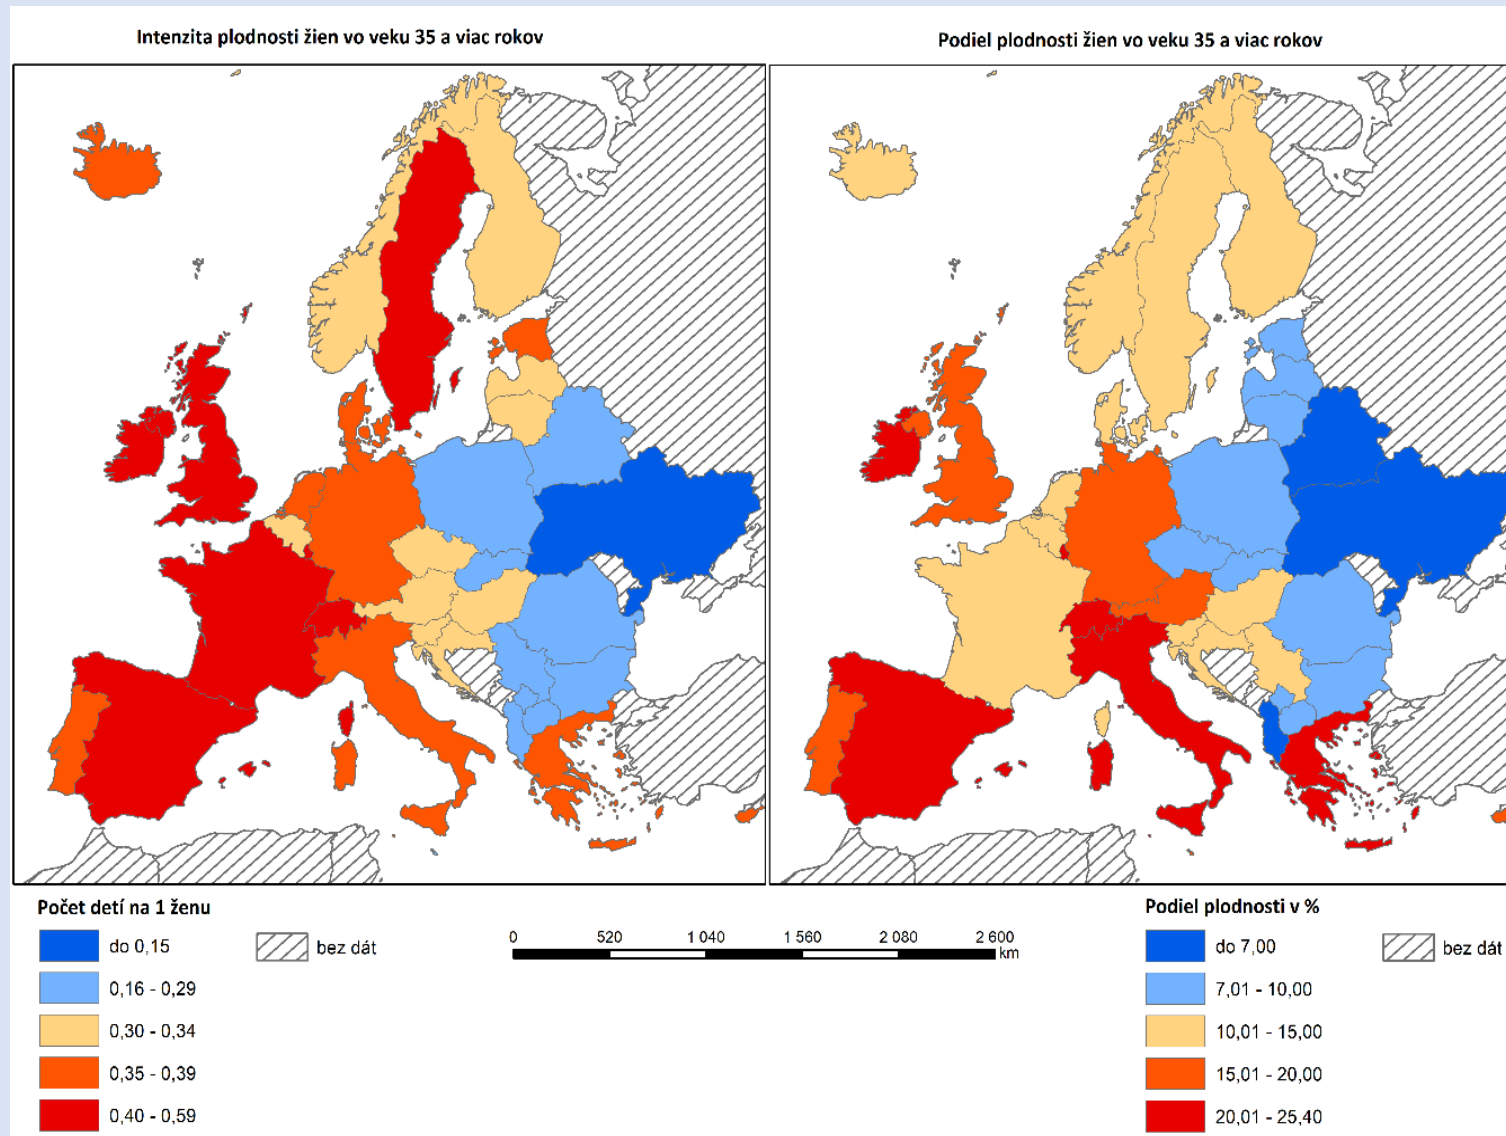 Intenzita plodnosti žien vo veku 35 a viac rokov
Podiel plodnosti žien vo veku 35 a viac rokov
Počet detí na 1 ženu
do 0,15
0,16 - 0,29
0,30 - 0,34
0,35 - 0,39
0,40 - 0,59
bez dát
0 520 1 040 1 560 2 080 2 600
km
Podiel plodnosti v %
do 7,00
7,01 - 10,00
10,01 - 15,00
15,01 - 20,00
20,01 - 25,40
bez dát